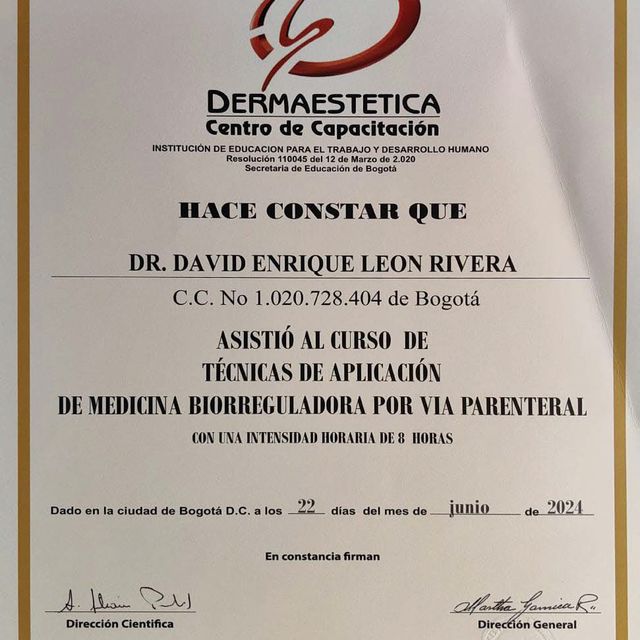 DERMAESTETICA
Centro de Capacitación
INSTITUCIÓN DE EDUCACION PARA EL TRABAJO Y DESARROLLO HUMANO
Resolución 110045 del 12 de Marzo de 2.020
Secretaria de Educación de Bogotá
HACE CONSTAR QUE
DR. DAVID ENRIQUE LEON RIVERA
C.C. No 1.020.728.404 de Bogotá
ASISTIÓ AL CURSO DE
TÉCNICAS DE APLICACIÓN
DE MEDICINA BIORREGULADORA POR VIA PARENTERAL
CON UNA INTENSIDAD HORARIA DE 8 HORAS
Dado en la ciudad de Bogotá D.C. a los 22 días del mes de junio de 2024
En constancia firman
Martha
Dirección Cientifica Dirección General